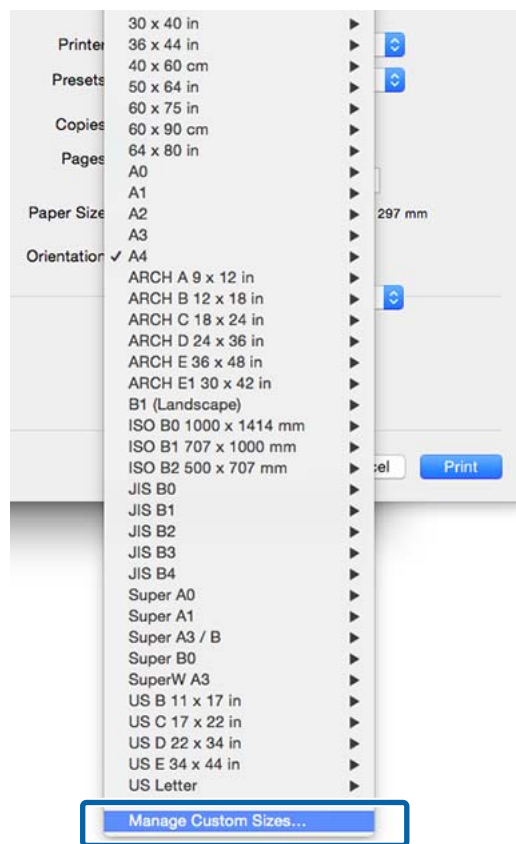 30 x 40 in
Printer 36 x 44 in
40 x 60 cm
Presets 50 x 64 in
60 x 75 in
Copies 60 x 90 cm
Pages 64 x 80 in
A0
A1
Paper Size A2 297 mm
A3
Orientation ✓ A4
ARCH A 9 x 12 in
ARCH B 12 x 18 in
ARCH C 18 x 24 in
ARCH D 24 x 36 in
ARCH E 36 x 48 in
ARCH E1 30 x 42 in
B1 (Landscape)
ISO B0 1000 x 1414 mm
ISO B1 707 x 1000 mm
ISO B2 500 x 707 mm cel Print
JIS B0
JIS B1
JIS B2
JIS B3
JIS B4
Super A0
Super A1
Super A3 / B
Super B0
SuperW A3
US B 11 x 17 in
US C 17 x 22 in
US D 22 x 34 in
US E 34 x 44 in
US Letter
Manage Custom Sizes...